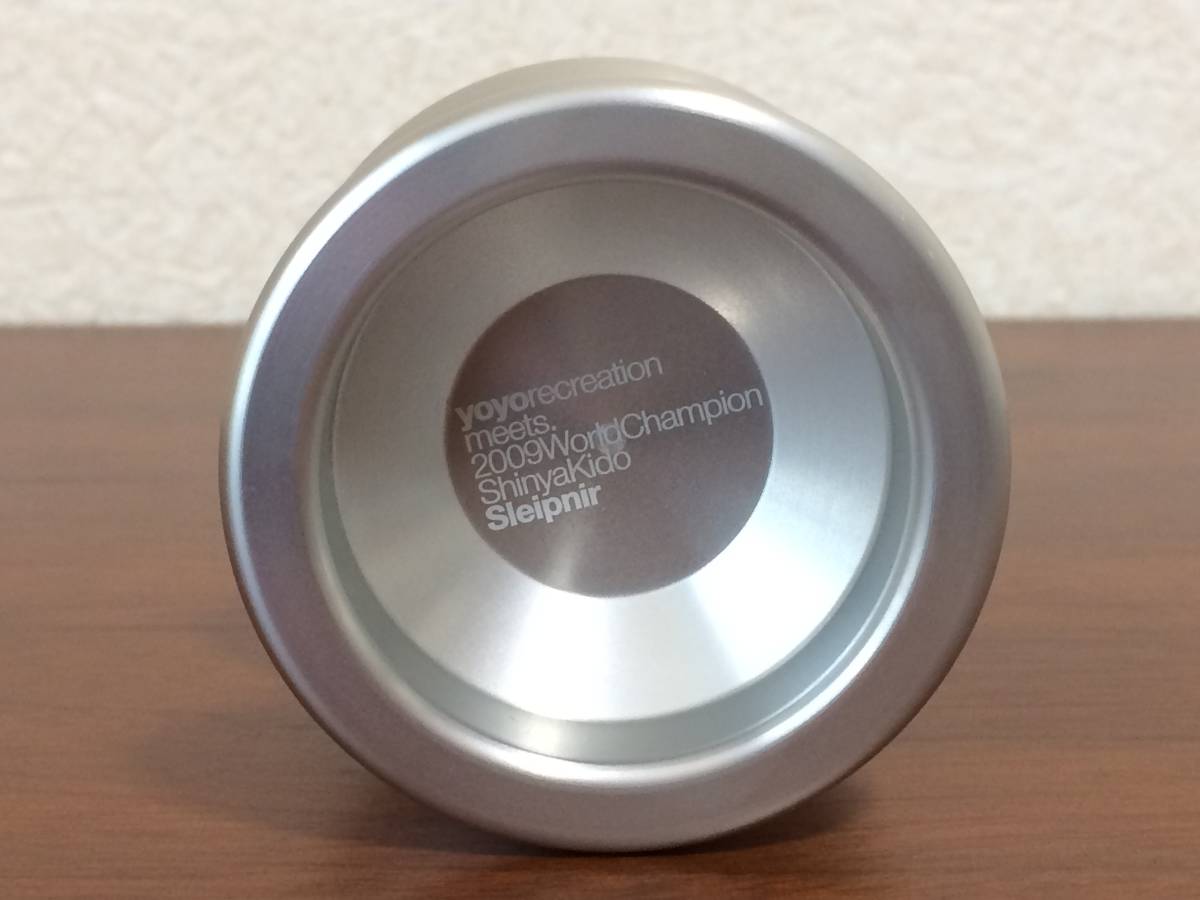 yoyorecreation
meets.
2009WorldChampion
ShinyaKido
Sleipnir